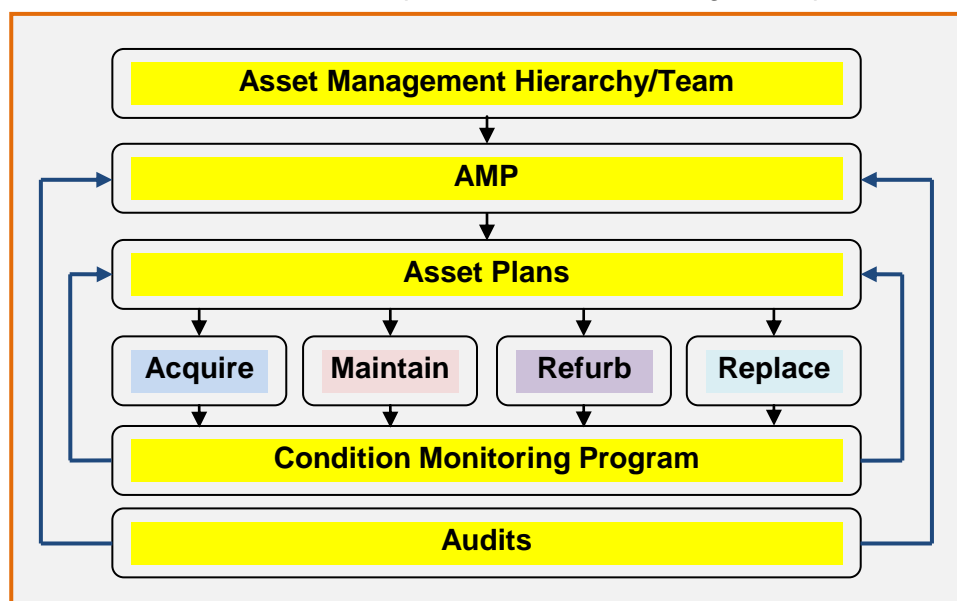 Asset Management Hierarchy/Team
AMP
Asset Plans
Acquire Maintain Refurb Replace
Condition Monitoring Program
Audits